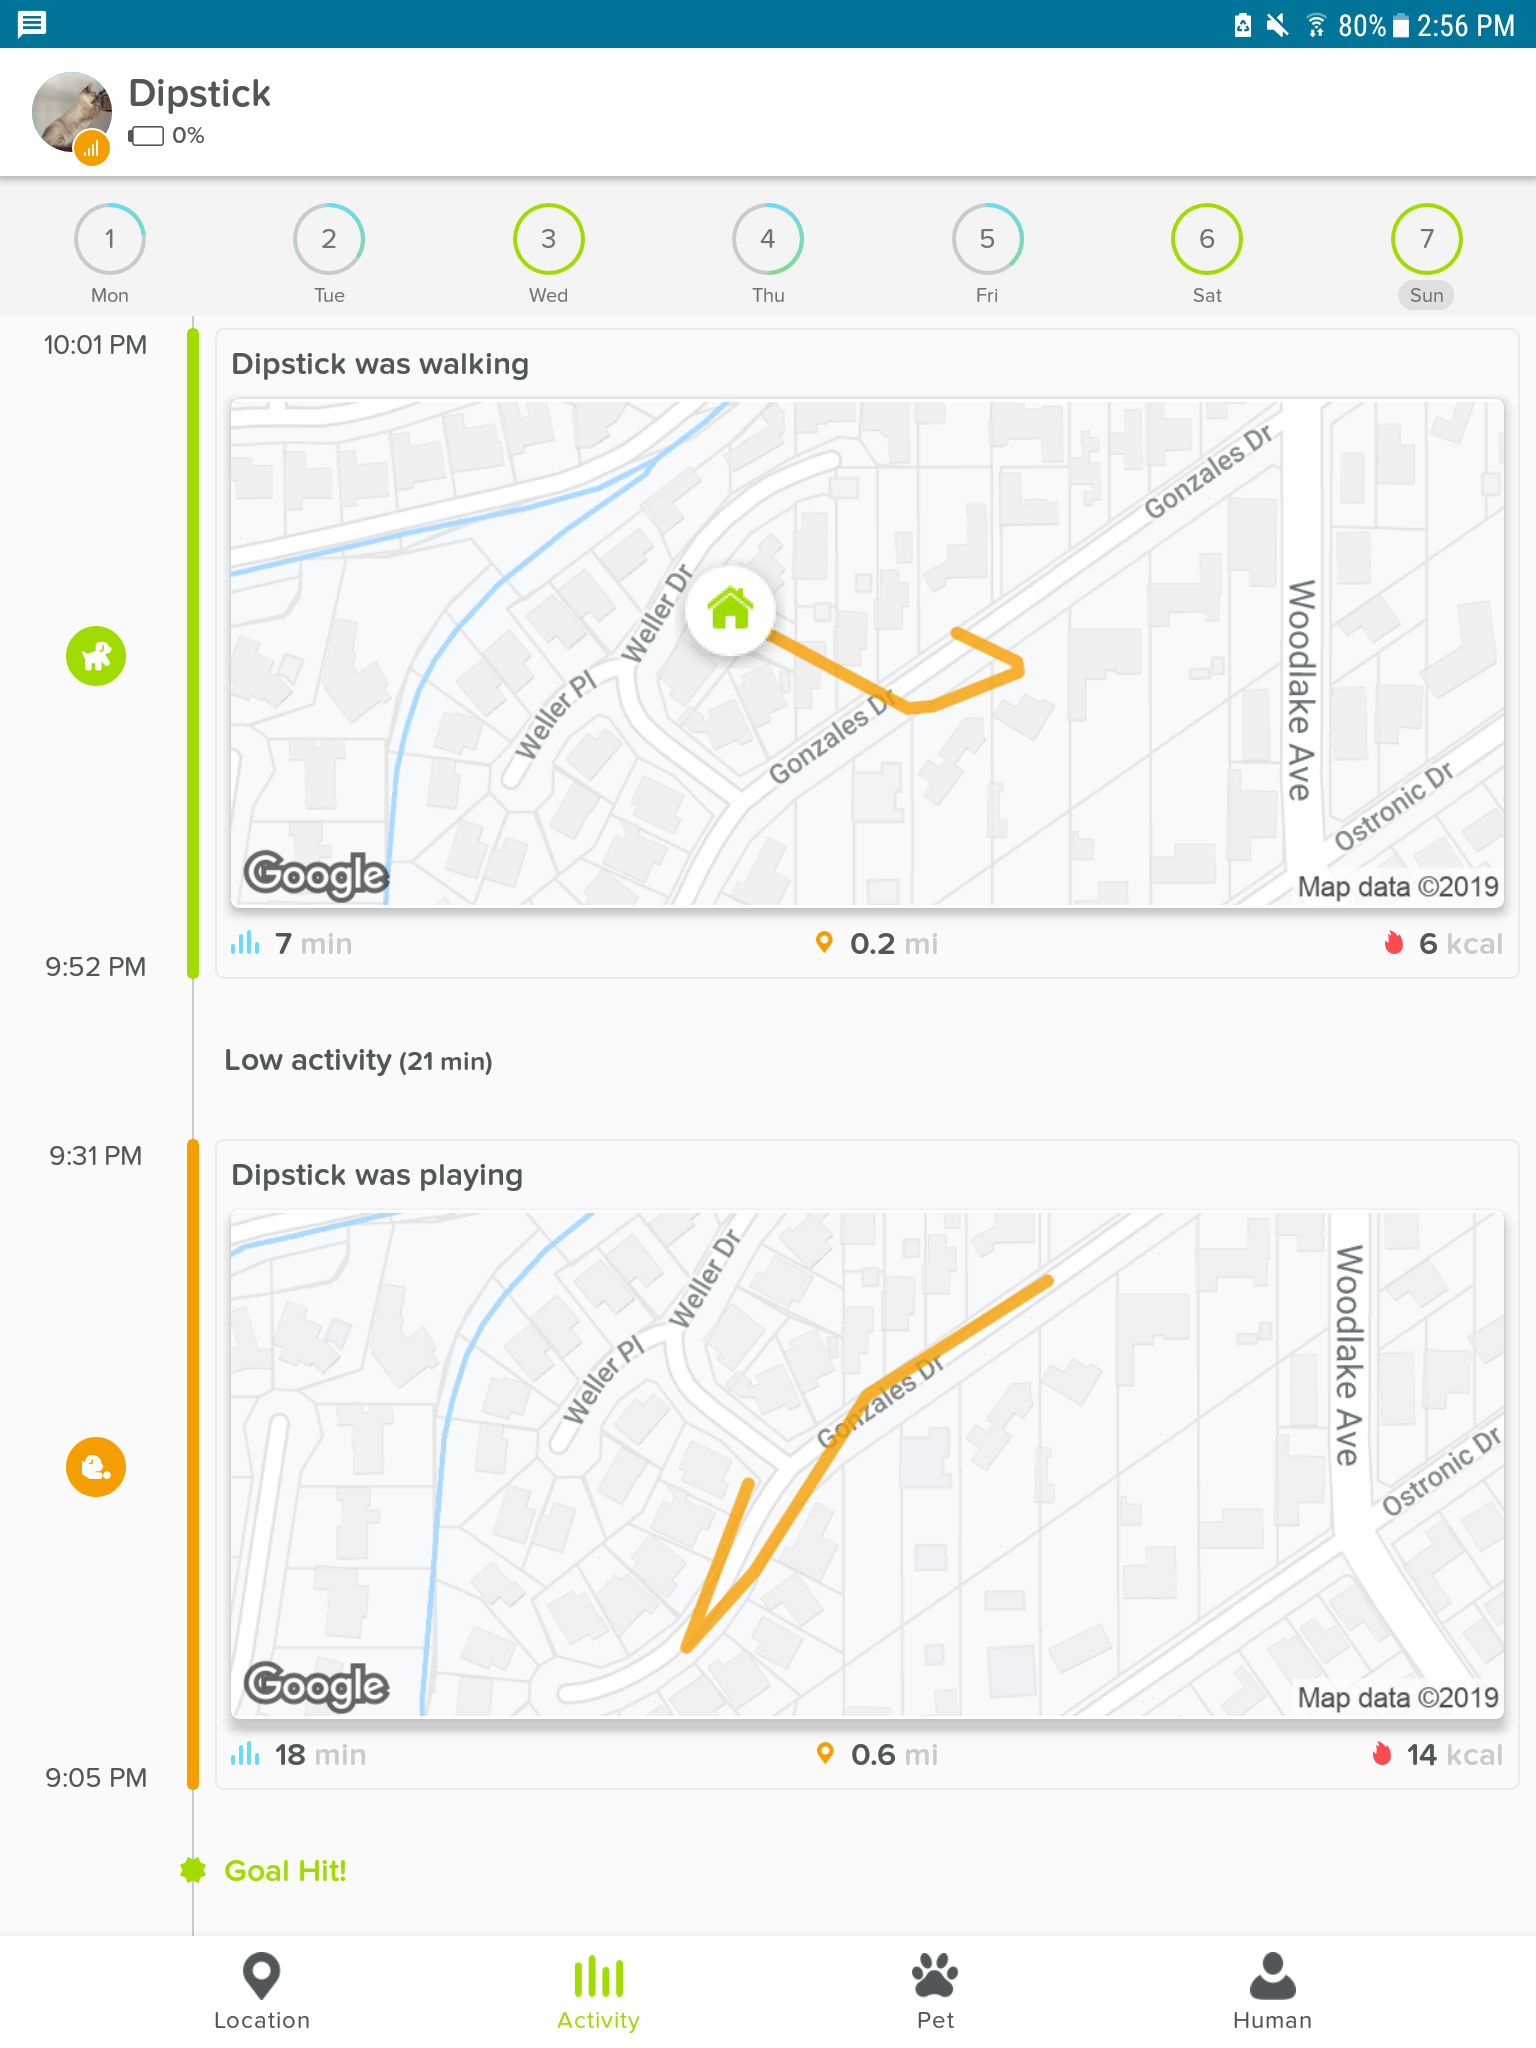 80% 2:56 PM
Dipstick
0%
1 2 3 4 5 6 7
Mon Tue Wed Thu Fri Sat Sun
10:01 PM
Dipstick was walking
Gonzales Dr
Weller Dr
Woodlake Ave
Weller Pl
Gonzales Dr
Ostronic Dr
Google
Map data ©2019
7 min 0.2 mi 6 kcal
9:52 PM
Low activity (21 min)
9:31 PM
Dipstick was playing
Weller Dr
Woodlake Ave
Weller Pl
Gonzales Dr
Ostronic Dr
Google
Map data ©2019
18 min 0.6 mi 14 kcal
9:05 PM
Goal Hit!
Location Activity Pet Human